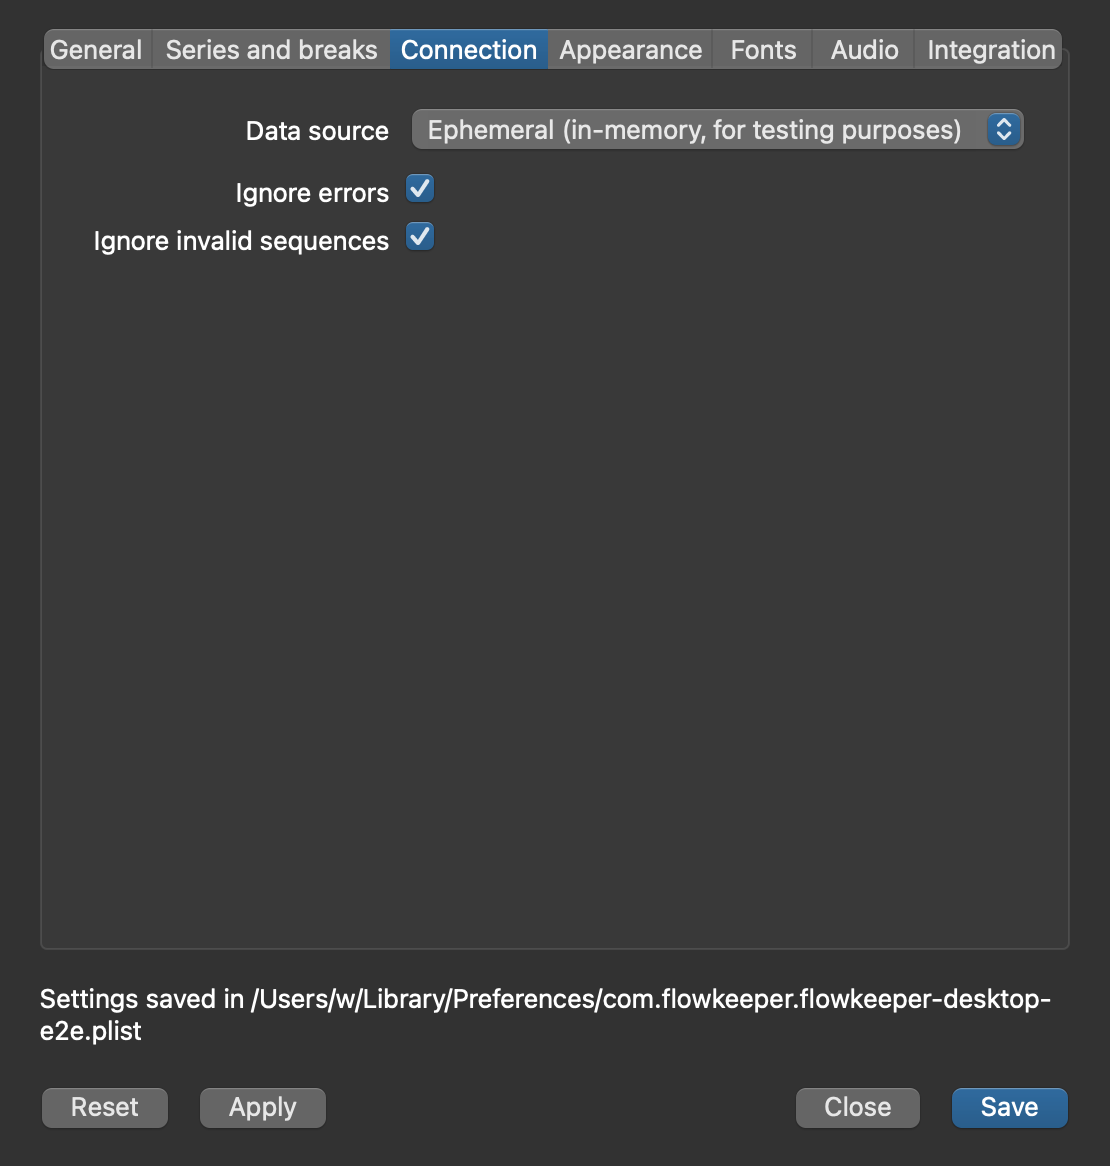 General Series and breaks Connection Appearance Fonts Audio Integration
Data source Ephemeral (in-memory, for testing purposes)
Ignore errors
Ignore invalid sequences
Settings saved in /Users/w/Library/Preferences/com.flowkeeper.flowkeeper-desktop-
e2e.plist
Reset Apply Close Save